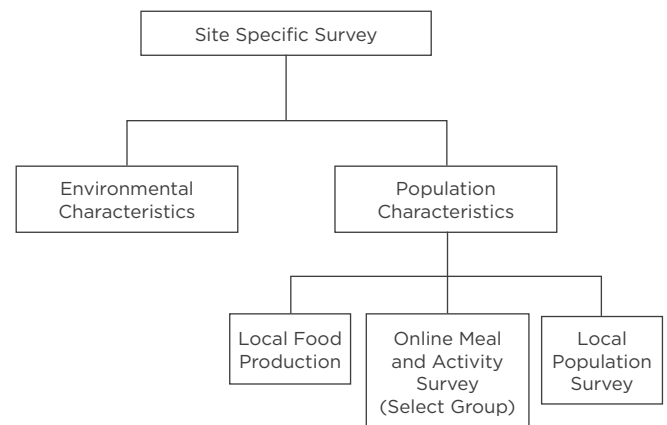 Site Specific Survey
Environmental
Characteristics
Population
Characteristics
Local Food
Production
Online Meal
and Activity
Survey
(Select Group)
Local
Population
Survey